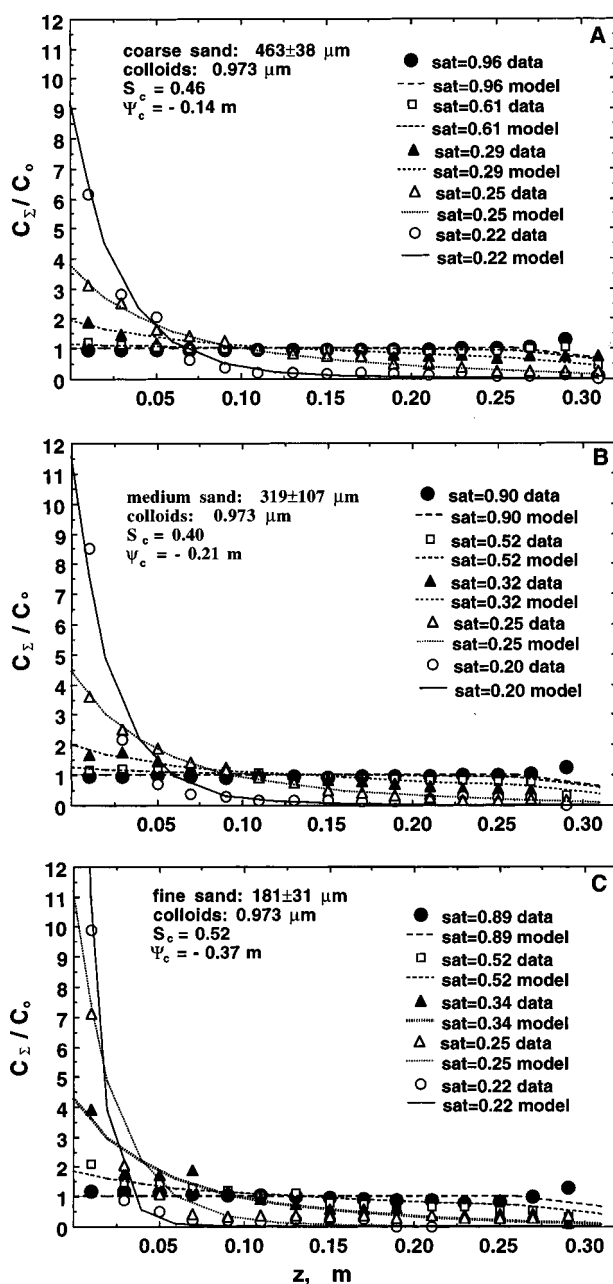 A
coarse sand: 463±38 μm
colloids: 0.973 μm
S_c = 0.46
Ψ_c = - 0.14 m
sat=0.96 data
sat=0.96 model
sat=0.61 data
sat=0.61 model
sat=0.29 data
sat=0.29 model
sat=0.25 data
sat=0.25 model
sat=0.22 data
sat=0.22 model
C_Σ / C_o
12
11
10
9
8
7
6
5
4
3
2
1
0
0.05
0.10
0.15
0.20
0.25
0.30
B
medium sand: 319±107 μm
colloids: 0.973 μm
S_c = 0.40
ψ_c = - 0.21 m
sat=0.90 data
sat=0.90 model
sat=0.52 data
sat=0.52 model
sat=0.32 data
sat=0.32 model
sat=0.25 data
sat=0.25 model
sat=0.20 data
sat=0.20 model
C_Σ / C_o
12
11
10
9
8
7
6
5
4
3
2
1
0
0.05
0.10
0.15
0.20
0.25
0.30
C
fine sand: 181±31 μm
colloids: 0.973 μm
S_c = 0.52
Ψ_c = - 0.37 m
sat=0.89 data
sat=0.89 model
sat=0.52 data
sat=0.52 model
sat=0.34 data
sat=0.34 model
sat=0.25 data
sat=0.25 model
sat=0.22 data
sat=0.22 model
C_Σ / C_o
12
11
10
9
8
7
6
5
4
3
2
1
0
0.05
0.10
0.15
0.20
0.25
0.30
z, m